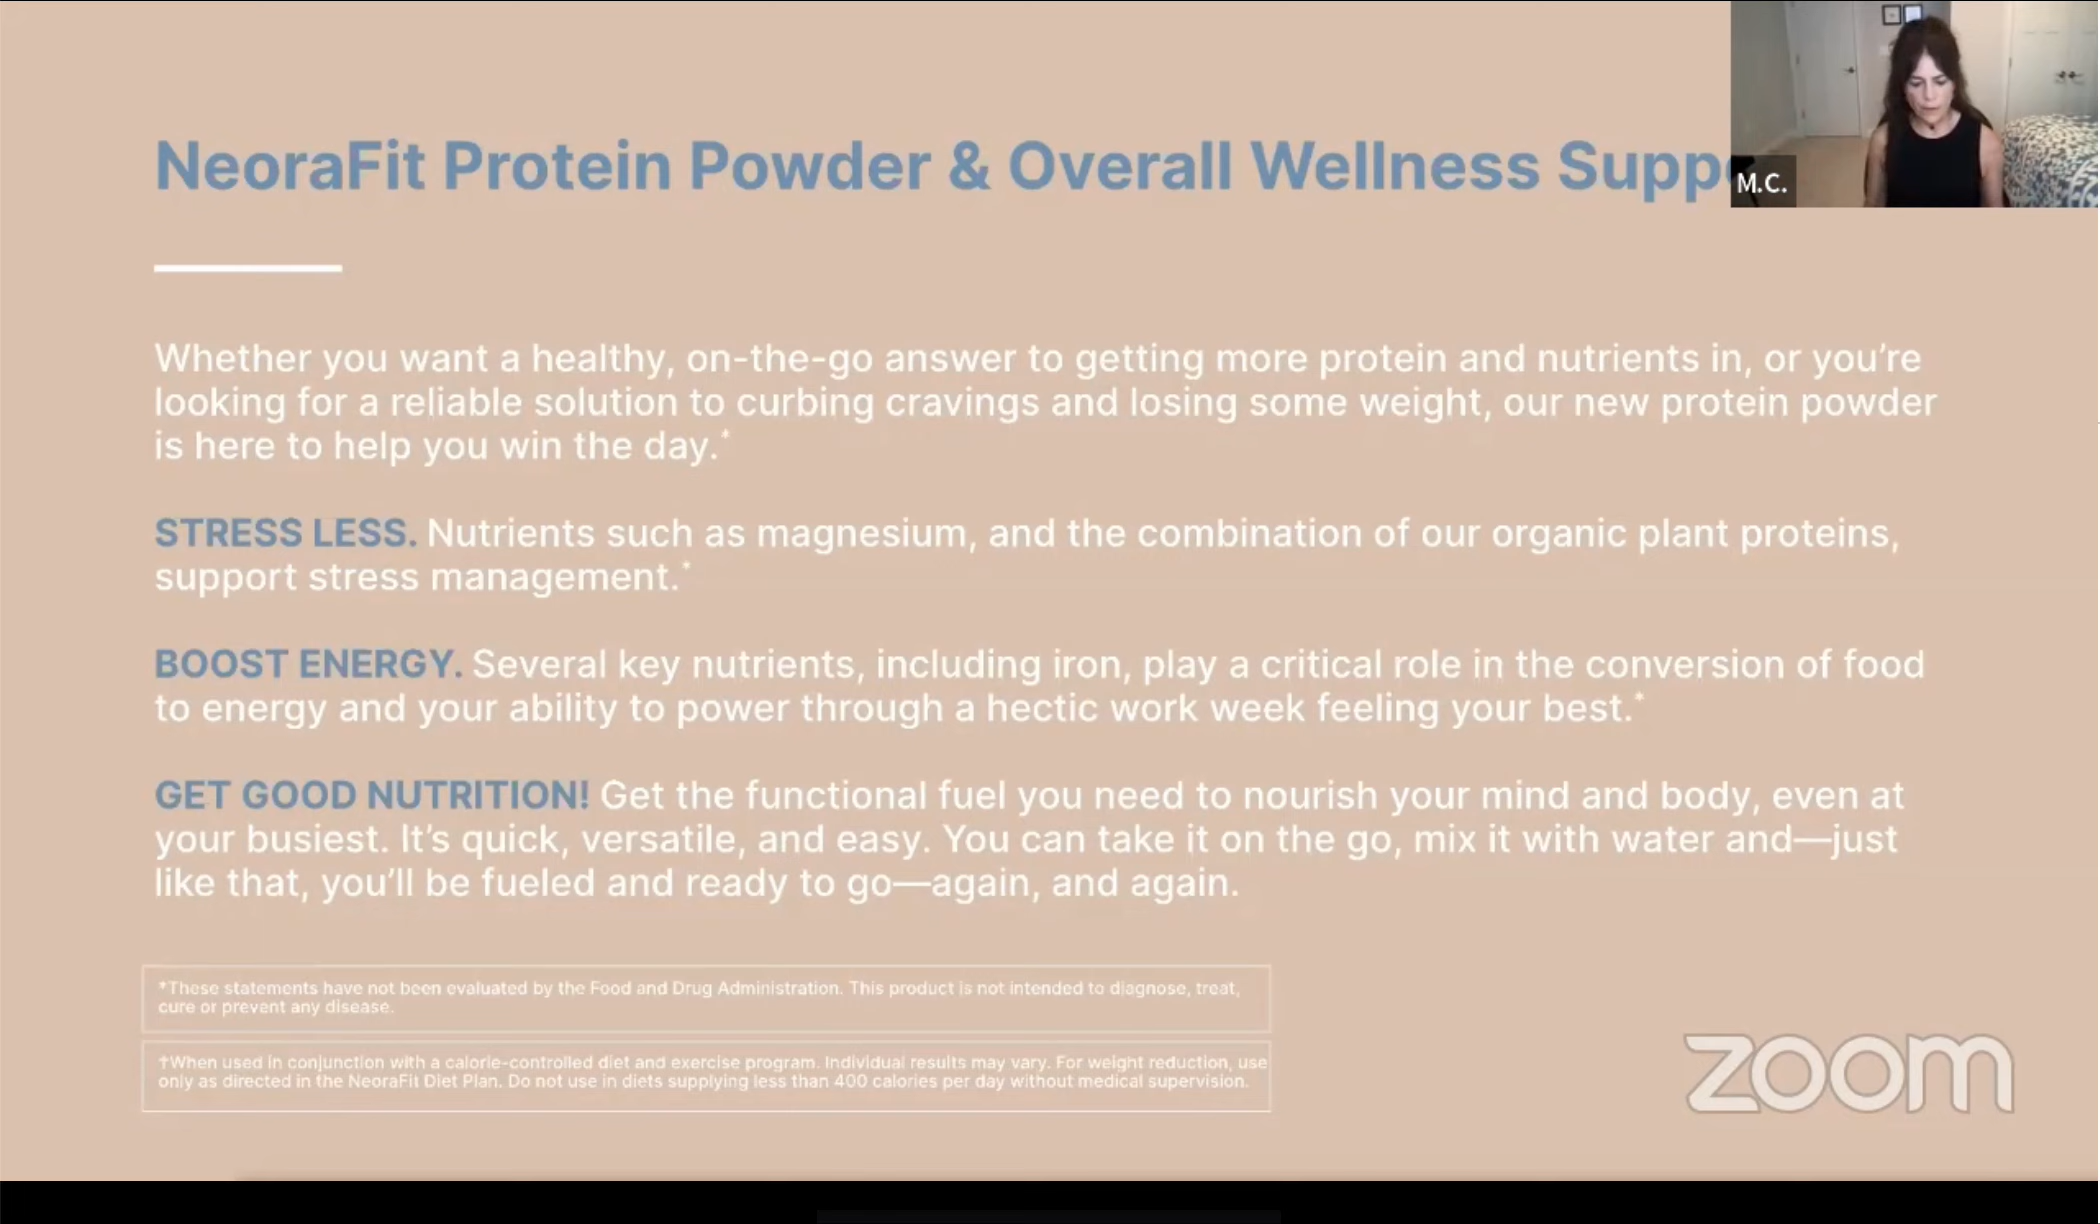 NeoraFit Protein Powder & Overall Wellness
M.C.
Whether you want a healthy, on-the-go answer to getting more protein and nutrients in, or you’re
looking for a reliable solution to curbing cravings and losing some weight, our new protein powder
is here to help you win the day.*
STRESS LESS. Nutrients such as magnesium, and the combination of our organic plant proteins,
support stress management.*
BOOST ENERGY. Several key nutrients, including iron, play a critical role in the conversion of food
to energy and your ability to power through a hectic work week feeling your best.*
GET GOOD NUTRITION! Get the functional fuel you need to nourish your mind and body, even at
your busiest. It’s quick, versatile, and easy. You can take it on the go, mix it with water and—just
like that, you’ll be fueled and ready to go—again, and again.
*These statements have not been evaluated by the Food and Drug Administration. This product is not intended to diagnose, treat,
cure or prevent any disease.
†When used in conjunction with a calorie-controlled diet and exercise program. Individual results may vary. For weight reduction, use
only as directed in the NeoraFit Diet Plan. Do not use in diets supplying less than 400 calories per day without medical supervision.
zoom